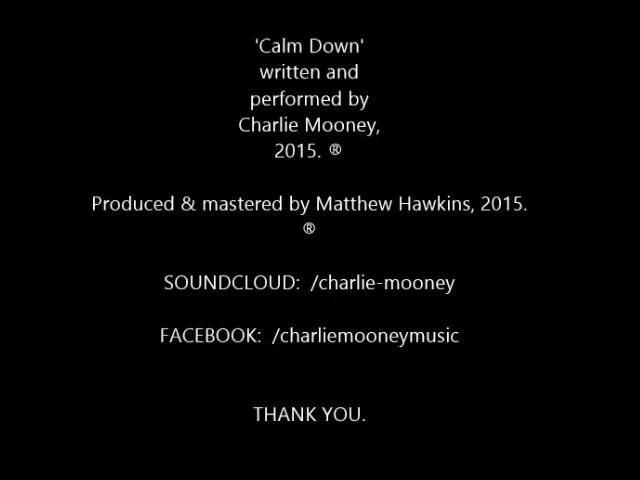 'Calm Down'
written and
performed by
Charlie Mooney,
2015. ®
Produced & mastered by Matthew Hawkins, 2015.
®
SOUNDCLOUD: /charlie-mooney
FACEBOOK: /charliemooneymusic
THANK YOU.